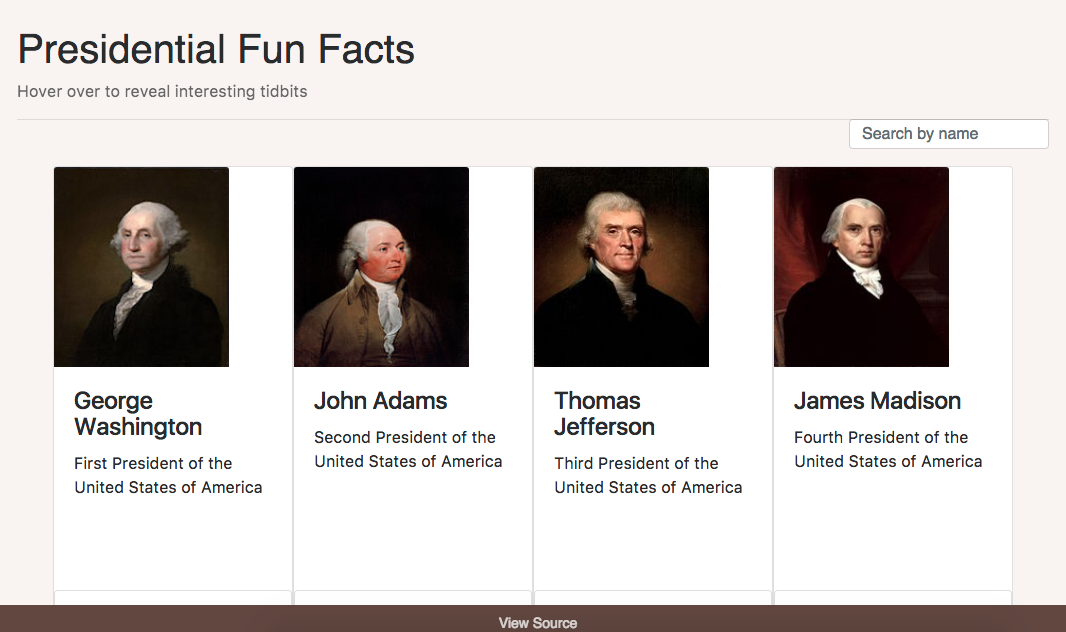 Presidential Fun Facts
Hover over to reveal interesting tidbits
Search by name
George
Washington
First President of the
United States of America
John Adams
Second President of the
United States of America
Thomas
Jefferson
Third President of the
United States of America
James Madison
Fourth President of the
United States of America
View Source